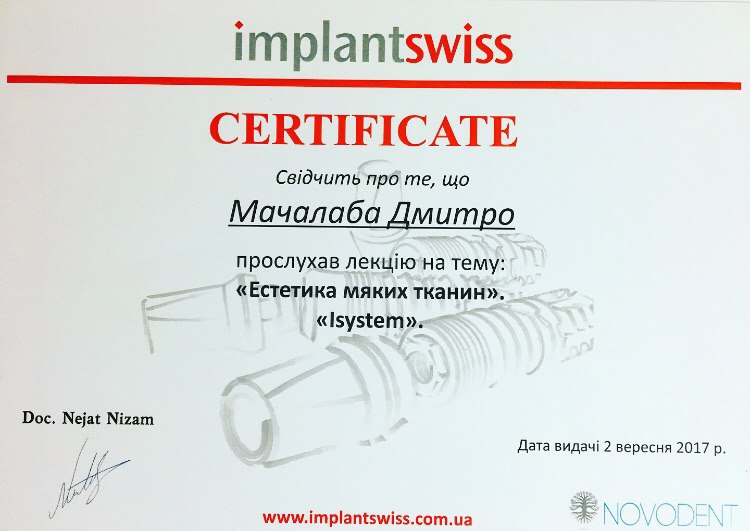 implantswiss
CERTIFICATE
Свідчить про те, що
Мачалаба Дмитро
прослухав лекцію на тему:
«Естетика мяких тканин».
«Isystem».
Doc. Nejat Nizam
Дата видачі 2 вересня 2017 р.
www.implantswiss.com.ua
NOVODENT